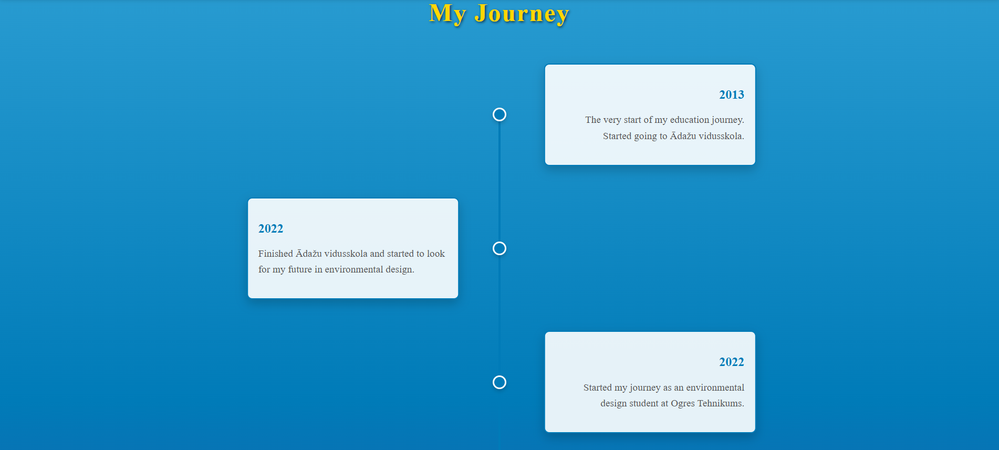 My Journey
2013
The very start of my education journey.
Started going to Ādažu vidusskola.
2022
Finished Ādažu vidusskola and started to look
for my future in environmental design.
2022
Started my journey as an environmental
design student at Ogres Tehnikums.